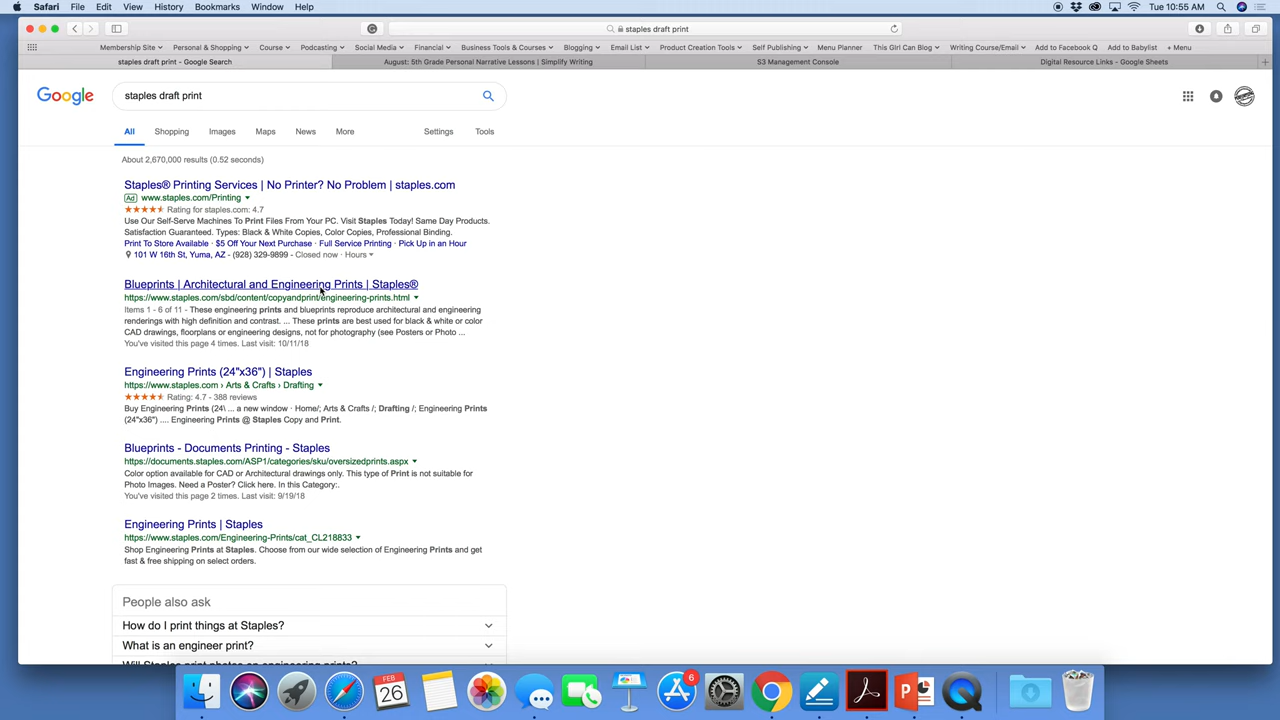 Safari File Edit View History Bookmarks Window Help Tue 10:55 AM
staples draft print
Membership Site Personal & Shopping Course Podcasting Social Media Financial Business Tools & Courses Blogging Email List Product Creation Tools Self Publishing Menu Planner This Girl Can Blog Writing Course/Email Add to Facebook Q Add to Babylist + Menu
staples draft print - Google Search August: 5th Grade Personal Narrative Lessons | Simplify Writing S3 Management Console Digital Resource Links - Google Sheets
Google staples draft print
All Shopping Images Maps News More Settings Tools
About 2,670,000 results (0.52 seconds)
Staples® Printing Services | No Printer? No Problem | staples.com
Ad www.staples.com/Printing
Rating for staples.com: 4.7
Use Our Self-Serve Machines To Print Files From Your PC. Visit Staples Today! Same Day Products.
Satisfaction Guaranteed. Types: Black & White Copies, Color Copies, Professional Binding.
Print To Store Available · $5 Off Your Next Purchase · Full Service Printing · Pick Up in an Hour
101 W 16th St, Yuma, AZ - (928) 329-9899 - Closed now · Hours
Blueprints | Architectural and Engineering Prints | Staples®
https://www.staples.com/sbd/content/copyandprint/engineering-prints.html
Items 1 - 6 of 11 - These engineering prints and blueprints reproduce architectural and engineering
renderings with high definition and contrast. ... These prints are best used for black & white or color
CAD drawings, floorplans or engineering designs, not for photography (see Posters or Photo ...
You've visited this page 4 times. Last visit: 10/11/18
Engineering Prints (24"x36") | Staples
https://www.staples.com › Arts & Crafts › Drafting
Rating: 4.7 - 388 reviews
Buy Engineering Prints (24\ ... a new window · Home/; Arts & Crafts /; Drafting /; Engineering Prints
(24"x36") .... Engineering Prints @ Staples Copy and Print.
Blueprints - Documents Printing - Staples
https://documents.staples.com/ASP1/categories/sku/oversizedprints.aspx
Color option available for CAD or Architectural drawings only. This type of Print is not suitable for
Photo Images. Need a Poster? Click here. In this Category:.
You've visited this page 2 times. Last visit: 9/19/18
Engineering Prints | Staples
https://www.staples.com/Engineering-Prints/cat_CL218833
Shop Engineering Prints at Staples. Choose from our wide selection of Engineering Prints and get
fast & free shipping on select orders.
People also ask
How do I print things at Staples?
What is an engineer print?
Will Staples print photos on engineering prints?
FEB
26
6